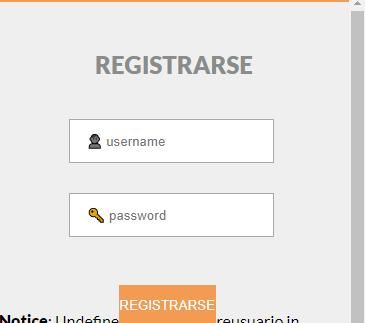 REGISTRARSE
username
password
REGISTRARSE
Notice: Undefine reusuario in